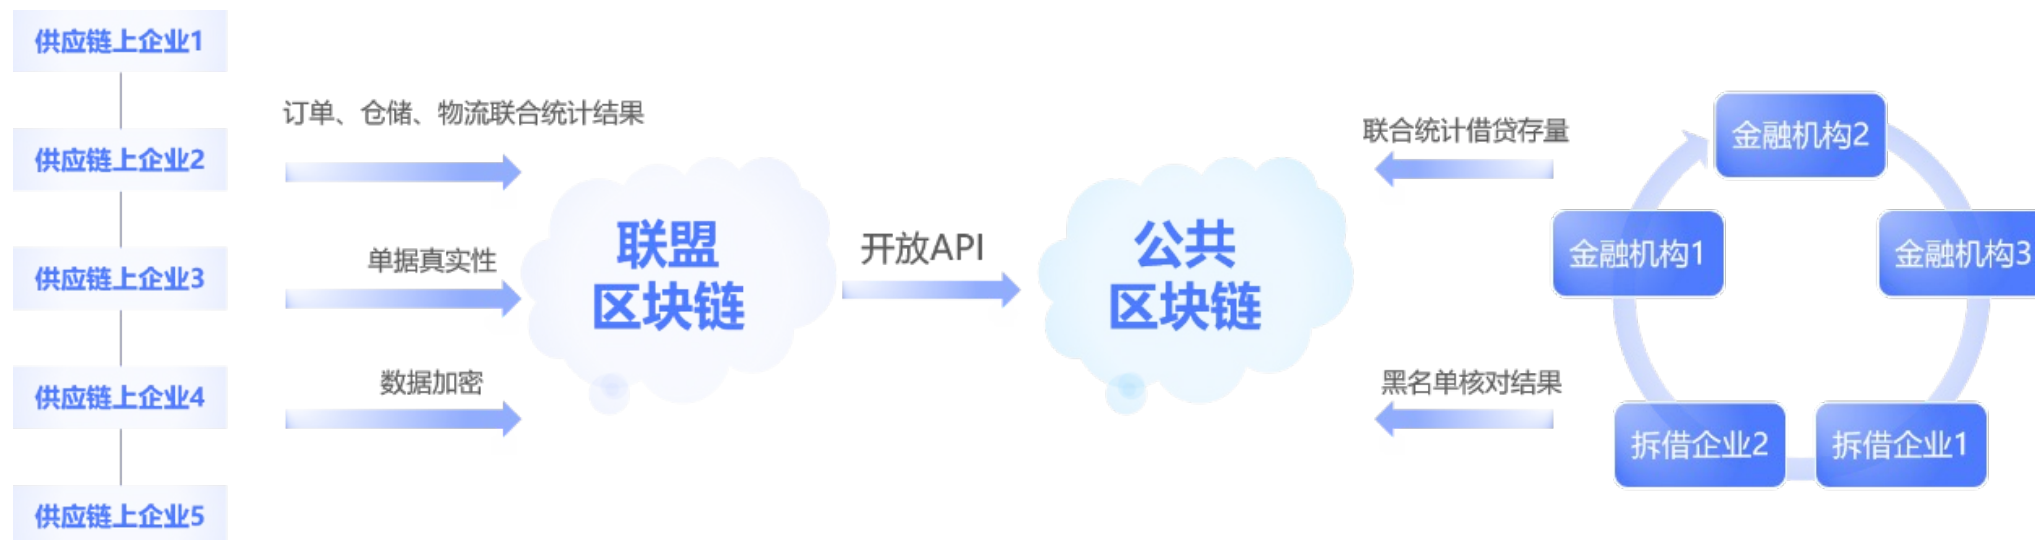 供应链上企业1
供应链上企业2
供应链上企业3
供应链上企业4
供应链上企业5
订单、仓储、物流联合统计结果
单据真实性
数据加密
联盟
区块链
开放API
公共
区块链
联合统计借贷存量
黑名单核对结果
金融机构2
金融机构1
金融机构3
拆借企业2
拆借企业1